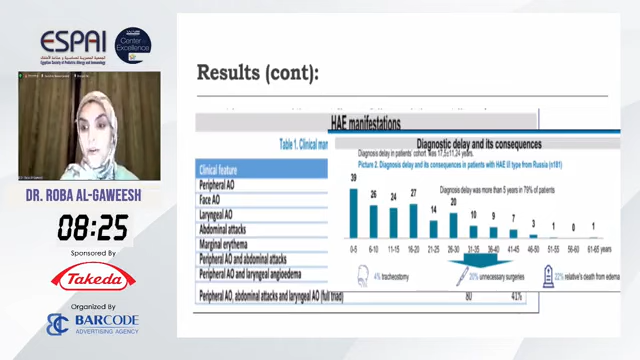 ESPAI
Center of
Excellence
الجمعية المصرية لحساسية و مناعة الأطفال
Egyptian Society of Pediatric Allergy and Immunology
DR. ROBA AL-GAWEESH
08:25
Sponsored By
Takeda
Organized By
BARCODE
ADVERTISING AGENCY
Results (cont):
HAE manifestations
Table 1. Clinical man
Clinical feature
Peripheral AO
Face AO
Laryngeal AO
Abdominal attacks
Marginal erythema
Peripheral AO and abdominal attacks
Peripheral AO and laryngeal angioedema
Peripheral AO, abdominal attacks and laryngeal AO (full triad) 80 41%
Diagnostic delay and its consequences
Diagnosis delay in patients' cohort was 17,5±11,24 years.
Picture 2. Diagnosis delay and its consequences in patients with HAE I/II type from Russia (n181)
Diagnosis delay was more than 5 years in 79% of patients
39 26 24 27 14 20 10 9 7 3 1 0 1
0-5 6-10 11-15 16-20 21-25 26-30 31-35 36-40 41-45 46-50 51-55 56-60 61-65 years
4% tracheostomy
20% unnecessary surgeries
22% relative's death from edema